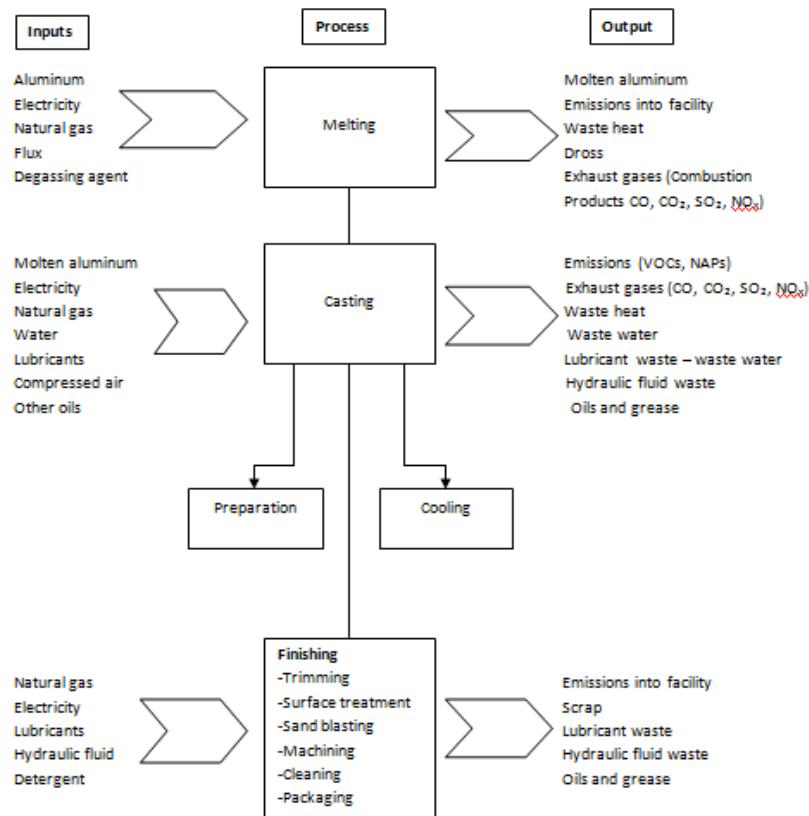 Inputs
Process
Output
Aluminum
Electricity
Natural gas
Flux
Degassing agent
Melting
Molten aluminum
Emissions into facility
Waste heat
Dross
Exhaust gases (Combustion
Products CO, CO₂, SO₂, NOₓ)
Molten aluminum
Electricity
Natural gas
Water
Lubricants
Compressed air
Other oils
Casting
Emissions (VOCs, NAPs)
Exhaust gases (CO, CO₂, SO₂, NOₓ)
Waste heat
Waste water
Lubricant waste – waste water
Hydraulic fluid waste
Oils and grease
Preparation
Cooling
Natural gas
Electricity
Lubricants
Hydraulic fluid
Detergent
Finishing
-Trimming
-Surface treatment
-Sand blasting
-Machining
-Cleaning
-Packaging
Emissions into facility
Scrap
Lubricant waste
Hydraulic fluid waste
Oils and grease